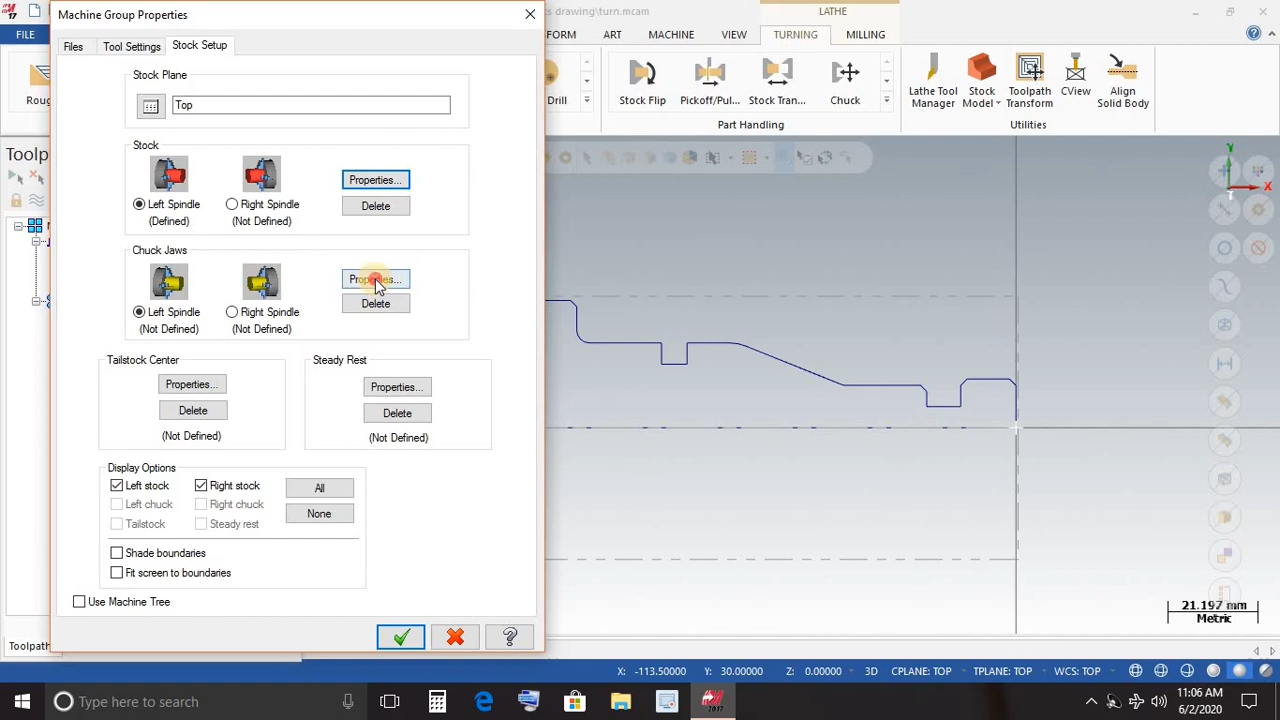 Machine Group Properties
ts drawing\turn.mcam
LATHE
17
FILE
FORM
ART
MACHINE
VIEW
TURNING
MILLING
Files
Tool Settings
Stock Setup
Roug
Drill
Stock Flip
Pickoff/Pul...
Stock Tran...
Chuck
Lathe Tool
Manager
Stock
Model
Toolpath
Transform
CView
Align
Solid Body
Part Handling
Utilities
Stock Plane
Top
Toolpath
Stock
Properties...
Left Spindle
Right Spindle
Delete
(Defined)
(Not Defined)
Y
X
Chuck Jaws
Properties...
Left Spindle
Right Spindle
Delete
(Not Defined)
(Not Defined)
Tailstock Center
Steady Rest
Properties...
Properties...
Delete
Delete
(Not Defined)
(Not Defined)
Display Options
Left stock
Right stock
All
Left chuck
Right chuck
None
Tailstock
Steady rest
Shade boundaries
Fit screen to boundaries
Use Machine Tree
21.197 mm
Metric
Toolpath
X: -113.50000
Y: 30.00000
Z: 0.00000
3D
CPLANE: TOP
TPLANE: TOP
WCS: TOP
Type here to search
2017
11:06 AM
6/2/2020